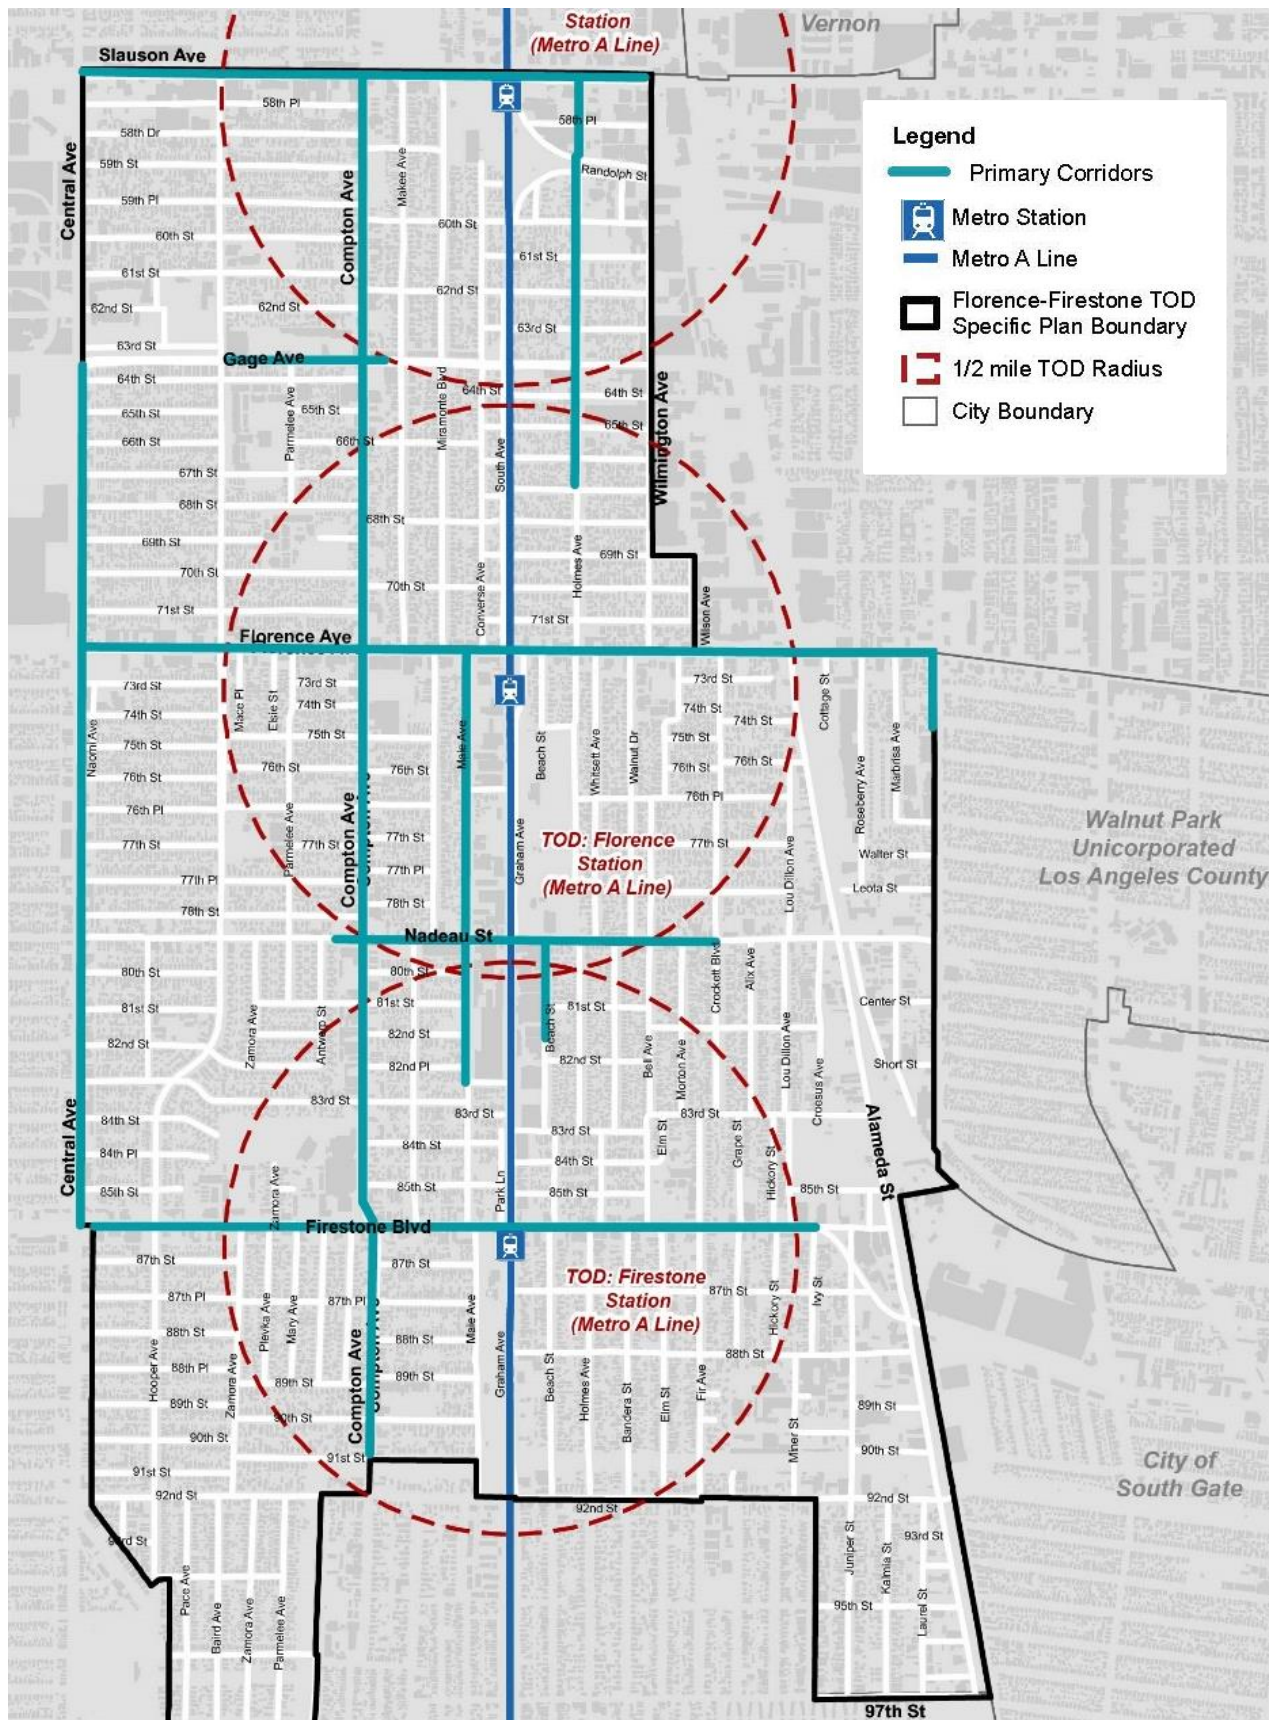 Station
(Metro A Line)
Vernon
Slauson Ave
Legend
Primary Corridors
Metro Station
Metro A Line
Florence-Firestone TOD
Specific Plan Boundary
1/2 mile TOD Radius
City Boundary
58th Pl
58th Pl
58th Dr
59th St
Randolph St
Makee Ave
Central Ave
Compton Ave
59th Pl
60th St
60th St
61st St
61st St
62nd St
62nd St
62nd St
63rd St
63rd St
Gage Ave
64th St
64th St
64th St
65th St
65th St
65th St
66th St
66th St
Parmelee Ave
Miramonte Blvd
South Ave
Wilmington Ave
67th St
68th St
68th St
69th St
69th St
70th St
70th St
71st St
71st St
Converse Ave
Holmes Ave
Wilson Ave
Florence Ave
73rd St
73rd St
73rd St
74th St
74th St
74th St
74th St
75th St
75th St
75th St
76th St
76th St
76th St
76th St
76th St
76th Pl
76th Pl
Naomi Ave
Mace Pl
Elsie St
Maie Ave
Beach St
Whitsett Ave
Walnut Dr
Cottage St
Roseberry Ave
Marbrisa Ave
77th St
77th St
77th St
77th St
77th Pl
77th Pl
78th St
78th St
Parmelee Ave
Compton Ave
Compton Ave
Graham Ave
Lou Dillon Ave
Walter St
Leota St
TOD: Florence
Station
(Metro A Line)
Walnut Park
Unicorporated
Los Angeles County
Nadeau St
80th St
80th St
81st St
81st St
81st St
82nd St
82nd St
82nd St
82nd Pl
83rd St
83rd St
83rd St
83rd St
Zamora Ave
Antwerp St
Beach St
Bell Ave
Morton Ave
Crockett Blvd
Alix Ave
Lou Dillon Ave
Croesus Ave
Center St
Short St
Central Ave
84th St
84th St
84th St
84th Pl
85th St
85th St
85th St
85th St
Zamora Ave
Park Ln
Elm St
Grape St
Hickory St
Alameda St
Firestone Blvd
TOD: Firestone
Station
(Metro A Line)
87th St
87th St
87th St
87th Pl
87th Pl
88th St
88th St
88th St
88th Pl
89th St
89th St
89th St
89th St
90th St
90th St
90th St
91st St
91st St
92nd St
92nd St
92nd St
93rd St
93rd St
95th St
Hooper Ave
Plevka Ave
Mary Ave
Zamora Ave
Compton Ave
Compton Ave
Maie Ave
Graham Ave
Beach St
Holmes Ave
Bandera St
Elm St
Fir Ave
Hickory St
Ivy St
Miner St
City of
South Gate
Pace Ave
Baird Ave
Zamora Ave
Parmelee Ave
Juniper St
Kalmia St
Laurel St
97th St